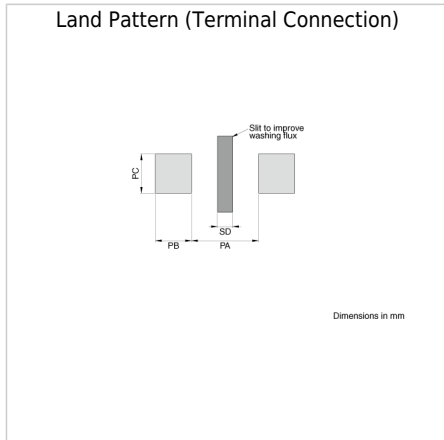 Land Pattern (Terminal Connection)
Slit to improve
washing flux
PC
SD
PB
PA
Dimensions in mm